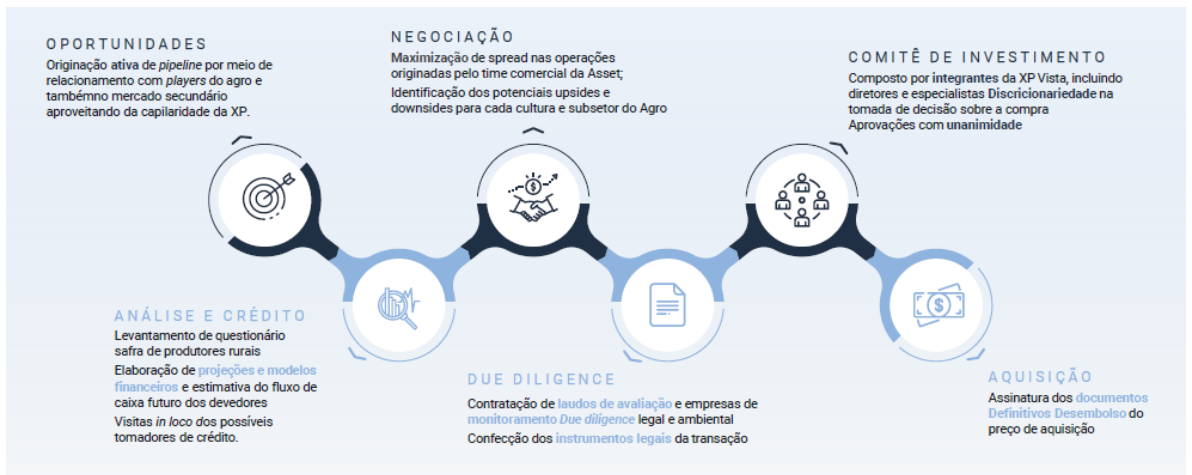 OPORTUNIDADES
Originação ativa de pipeline por meio de
relacionamento com players do agro e
tambémno mercado secundário
aproveitando da capilaridade da XP.
ANÁLISE E CRÉDITO
Levantamento de questionário
safra de produtores rurais
Elaboração de projeções e modelos
financeiros e estimativa do fluxo de
caixa futuro dos devedores
Visitas in loco dos possíveis
tomadores de crédito.
NEGOCIAÇÃO
Maximização de spread nas operações
originadas pelo time comercial da Asset;
Identificação dos potenciais upsides e
downsides para cada cultura e subsetor do Agro
DUE DILIGENCE
Contratação de laudos de avaliação e empresas de
monitoramento Due diligence legal e ambiental
Confecção dos instrumentos legais da transação
COMITÊ DE INVESTIMENTO
Composto por integrantes da XP Vista, incluindo
diretores e especialistas Discricionariedade na
tomada de decisão sobre a compra
Aprovações com unanimidade
AQUISIÇÃO
Assinatura dos documentos
Definitivos Desembolso do
preço de aquisição